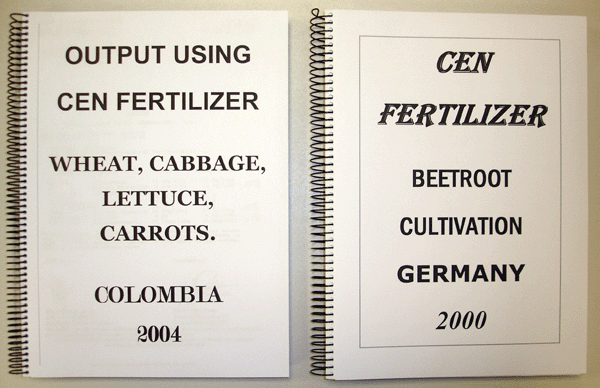 OUTPUT USING
CEN FERTILIZER
WHEAT, CABBAGE,
LETTUCE,
CARROTS.
COLOMBIA
2004
CEN
FERTILIZER
BEETROOT
CULTIVATION
GERMANY
2000